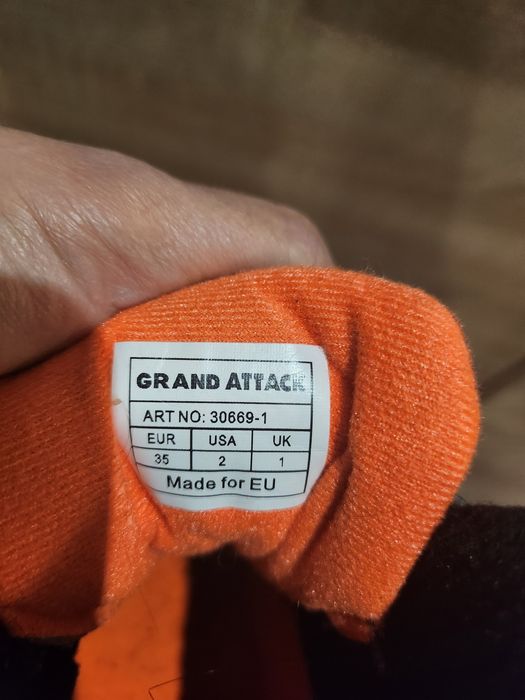 GRAND ATTACK
ART NO: 30669-1
EUR USA UK
35 2 1
Made for EU